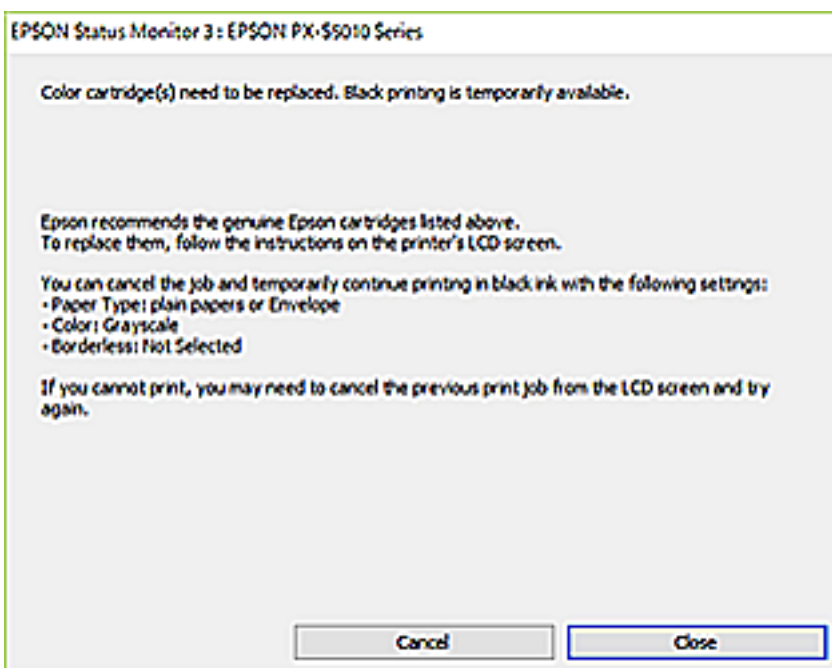 EPSON Status Monitor 3 : EPSON PX-S5010 Series
Color cartridge(s) need to be replaced. Black printing is temporarily available.
Epson recommends the genuine Epson cartridges listed above.
To replace them, follow the instructions on the printer's LCD screen.
You can cancel the job and temporarily continue printing in black ink with the following settings:
• Paper Type: plain papers or Envelope
• Color: Grayscale
• Borderless: Not Selected
If you cannot print, you may need to cancel the previous print job from the LCD screen and try
again.
Cancel
Close